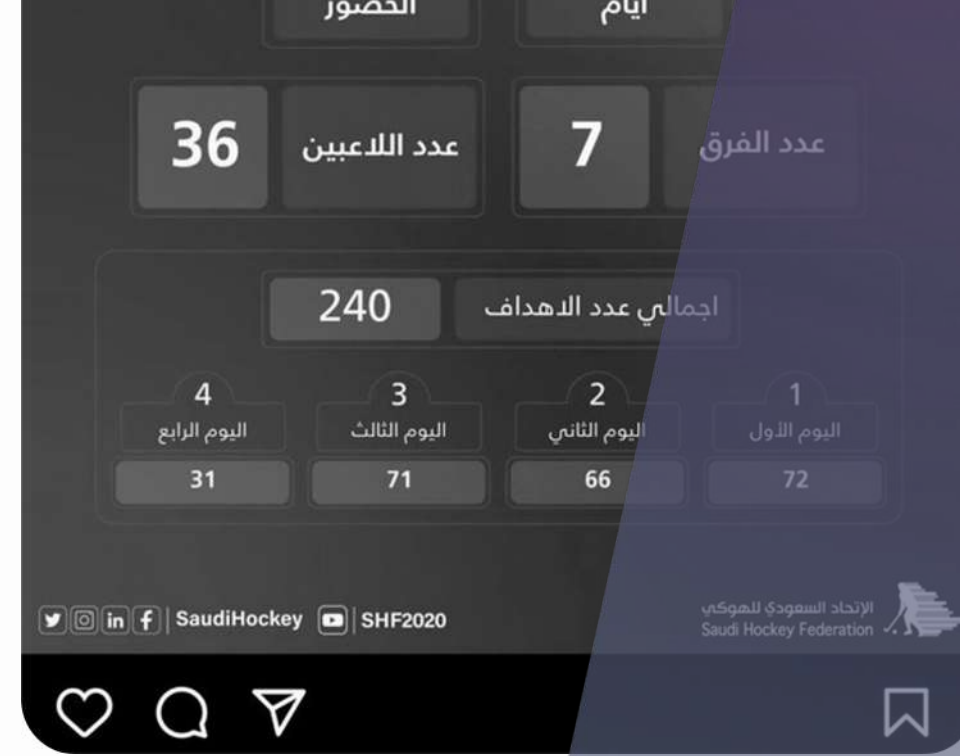 أيام الحضور
عدد الفرق 7 عدد اللاعبين 36
اجمالي عدد الاهداف 240
1 2 3 4
اليوم الأول اليوم الثاني اليوم الثالث اليوم الرابع
72 66 71 31
الإتحاد السعودي للهوكي
Saudi Hockey Federation
SaudiHockey SHF2020